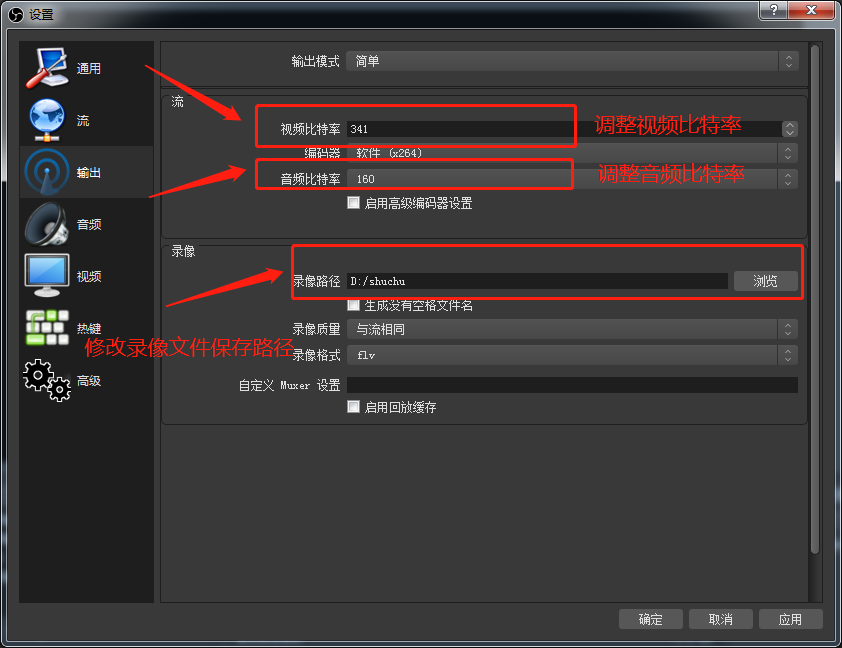 设置
通用
流
输出
音频
视频
热键
高级
输出模式 简单
流
视频比特率 341
调整视频比特率
编码器 软件 (x264)
音频比特率 160
调整音频比特率
启用高级编码器设置
录像
录像路径 D:/shuchu 浏览
生成没有空格文件名
录像质量 与流相同
修改录像文件保存路径
录像格式 flv
自定义 Muxer 设置
启用回放缓存
确定 取消 应用